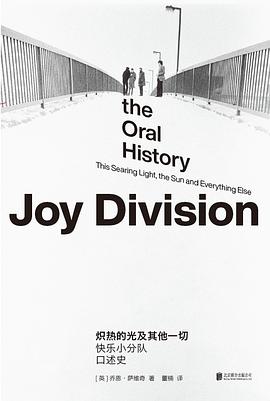 the
Oral
History
This Searing Light, the Sun and Everything Else
Joy Division
炽热的光及其他一切
快乐小分队
口述史
[英] 乔恩·萨维奇 著 董楠 译
北京联合出版公司